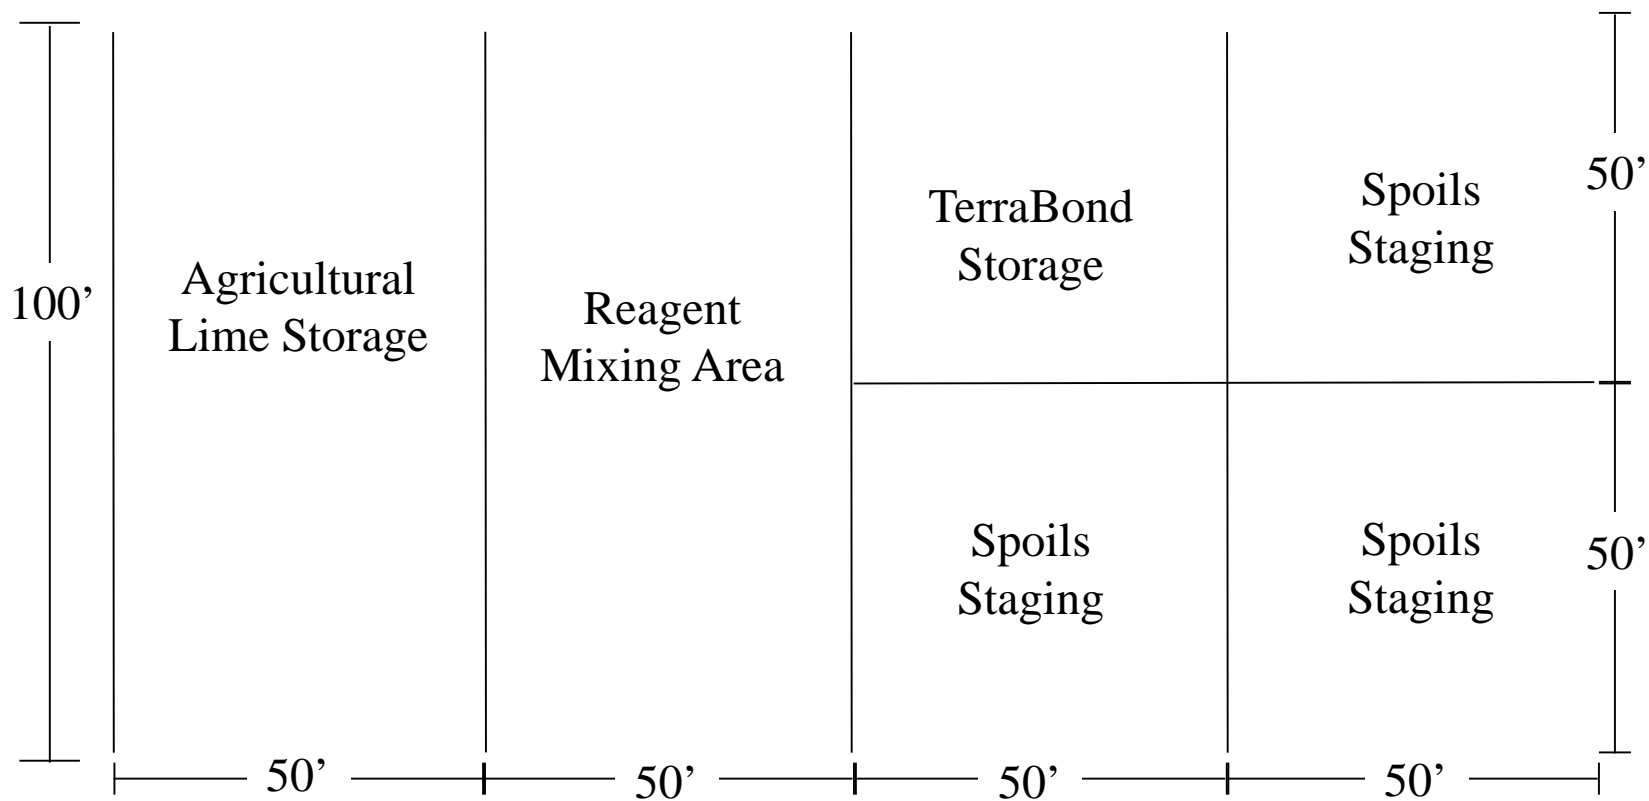 100’
Agricultural
Lime Storage
Reagent
Mixing Area
TerraBond
Storage
Spoils
Staging
50’
Spoils
Staging
Spoils
Staging
50’
50’
50’
50’
50’